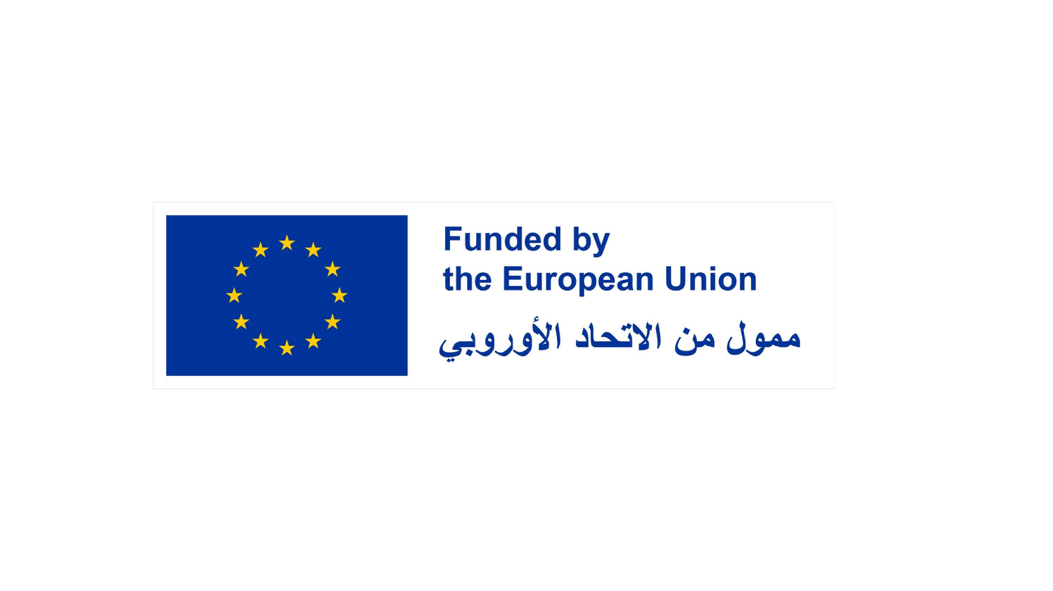 Funded by
the European Union
ممول من الاتحاد الأوروبي